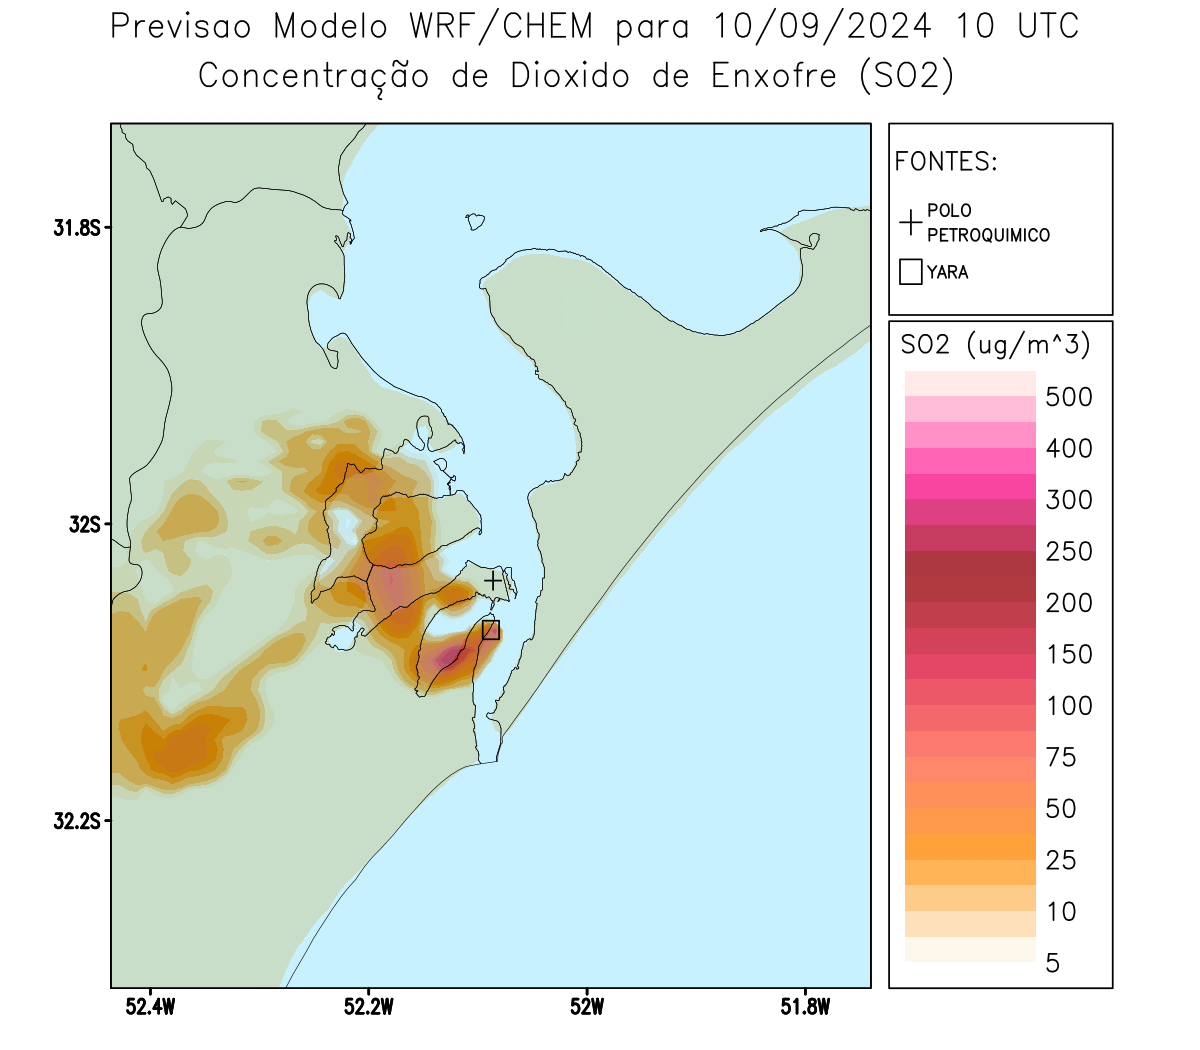 Previsao Modelo WRF/CHEM para 10/09/2024 10 UTC
Concentração de Dioxido de Enxofre (SO2)
FONTES:
POLO
PETROQUIMICO
YARA
SO2 (ug/m^3)
500
400
300
250
200
150
100
75
50
25
10
5
31.8S
32S
32.2S
52.4W
52.2W
52W
51.8W